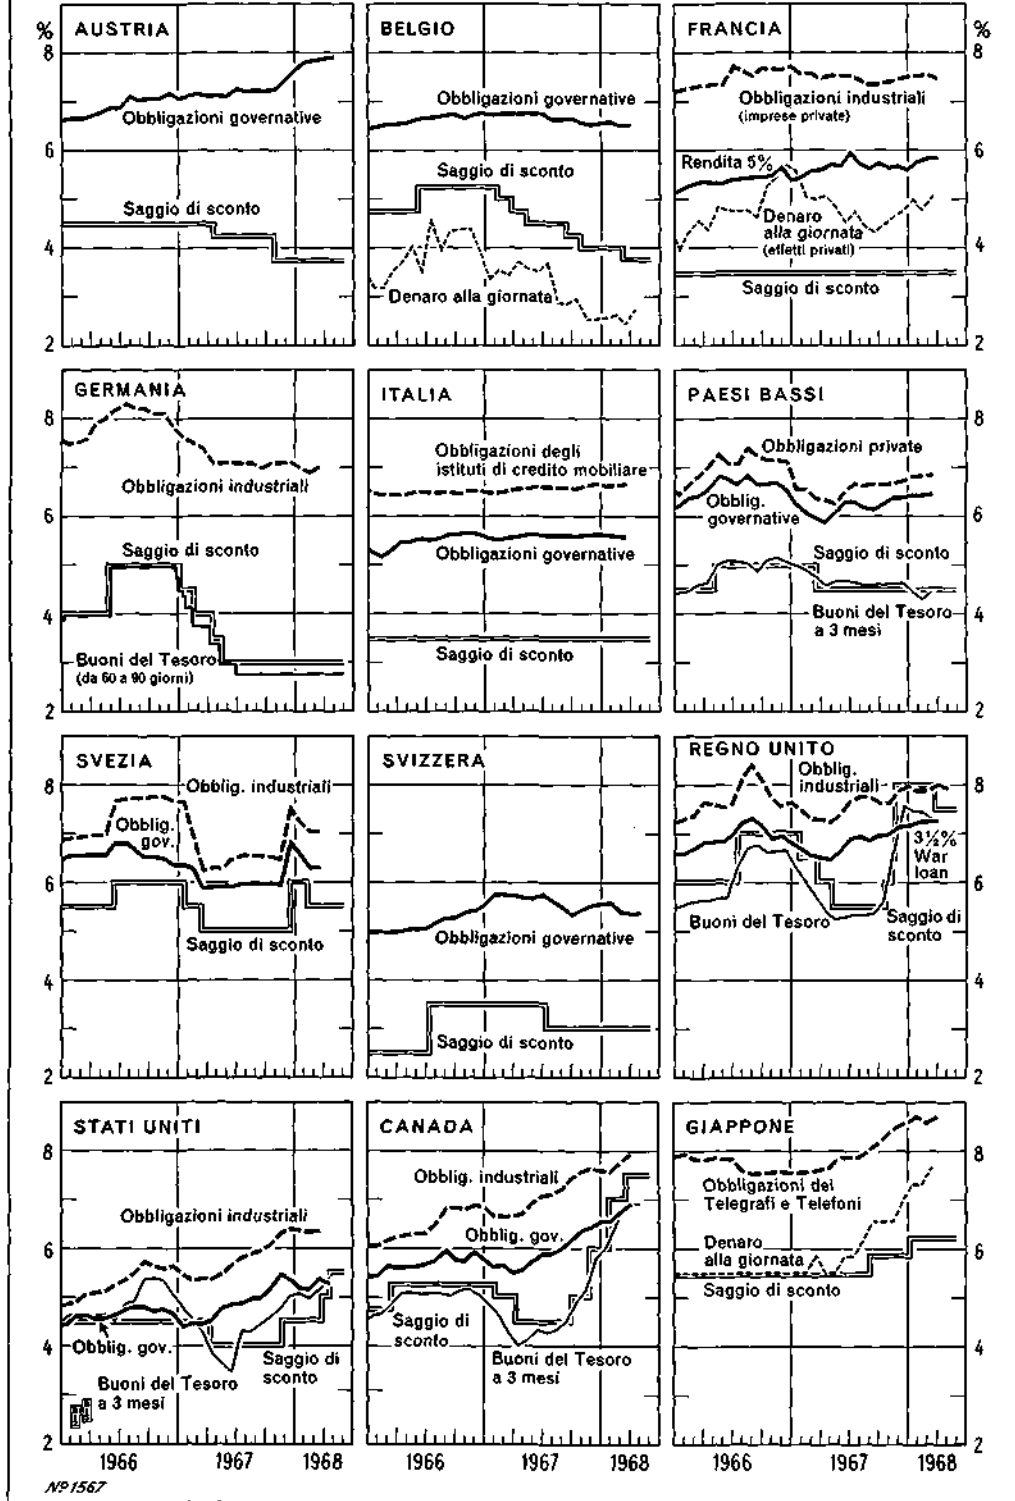 % AUSTRIA BELGIO FRANCIA %
8 8
Obbligazioni governative
Obbligazioni governative
Obbligazioni industriali
(imprese private)
6 6
Saggio di sconto
Saggio di sconto
Rendita 5%
Denaro
alla giornata
(effetti privati)
4 4
Denaro alla giornata
Saggio di sconto
2 2
GERMANIA ITALIA PAESI BASSI
8 8
Obbligazioni industriali
Obbligazioni degli
istituti di credito mobiliare
Obbligazioni private
6 6
Obblig.
governative
Saggio di sconto
Obbligazioni governative
Saggio di sconto
4 4
Buoni del Tesoro
(da 60 a 90 giorni)
Saggio di sconto
Buoni del Tesoro
a 3 mesi
2 2
SVEZIA SVIZZERA REGNO UNITO
8 8
Obblig. industriali
Obblig.
gov.
Obblig.
industriali
3½%
War
loan
6 6
Saggio di sconto
Obbligazioni governative
Buoni del Tesoro
Saggio di
sconto
4 4
Saggio di sconto
2 2
STATI UNITI CANADA GIAPPONE
8 8
Obbligazioni industriali
Obblig. industriali
Obbligazioni dei
Telegrafi e Telefoni
6 6
Obblig. gov.
Denaro
alla giornata
Saggio di sconto
4 4
Obblig. gov.
Saggio di
sconto
Saggio di
sconto
Buoni del Tesoro
a 3 mesi
Buoni del Tesoro
a 3 mesi
2 2
1966 1967 1968 1966 1967 1968 1966 1967 1968
Nº1567